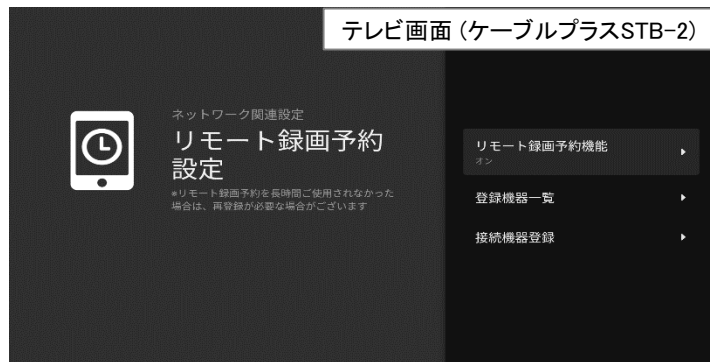 テレビ画面 (ケーブルプラスSTB-2)
ネットワーク関連設定
リモート録画予約
設定
※リモート録画予約を長時間ご使用されなかった
場合は、再登録が必要な場合がございます
リモート録画予約機能
オン
登録機器一覧
接続機器登録